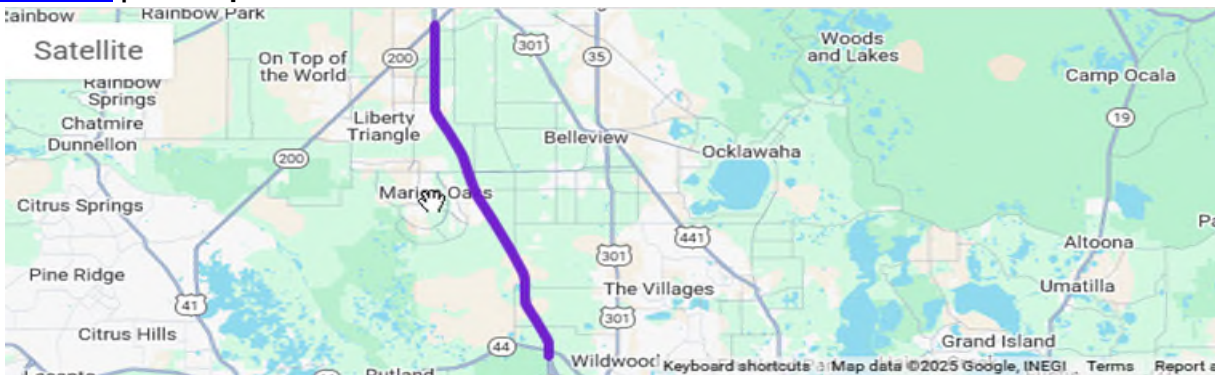 Rainbow Park
Satellite
301
35
Woods
and Lakes
On Top of
the World
200
Camp Ocala
Rainbow
Springs
19
Chatmire
Dunnellon
Liberty
Triangle
Belleview
Ocklawaha
200
Marion Oaks
Citrus Springs
441
Altoona
301
Pine Ridge
The Villages
Umatilla
41
301
Citrus Hills
Grand Island
44
Wildwood
Keyboard shortcuts
Map data ©2025 Google, INEGI
Terms
Report a